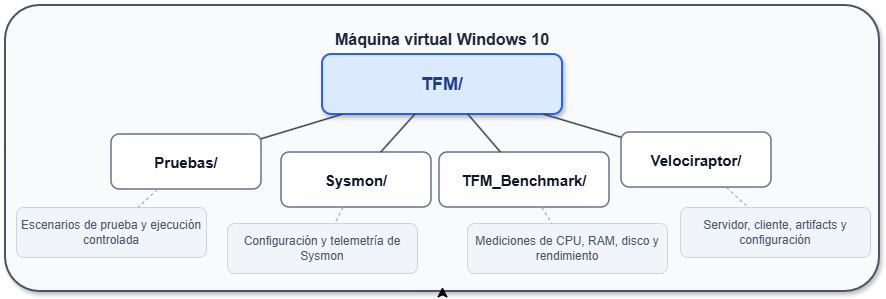 Máquina virtual Windows 10
TFM/
Pruebas/
Sysmon/
TFM_Benchmark/
Velociraptor/
Escenarios de prueba y ejecución
controlada
Configuración y telemetría de
Sysmon
Mediciones de CPU, RAM, disco y
rendimiento
Servidor, cliente, artifacts y
configuración